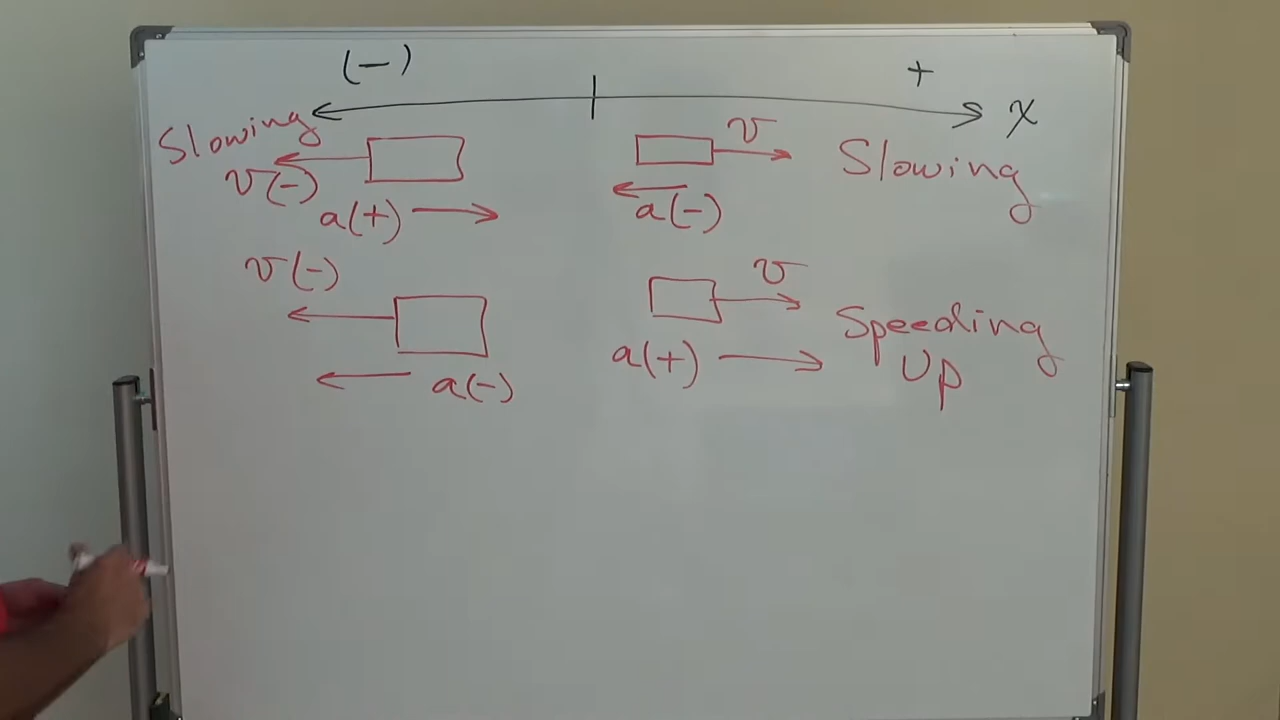 (-) +
x
Slowing
v
Slowing
v(-)
a(+)
a(-)
v(-)
v
Speeding
Up
a(+)
a(-)